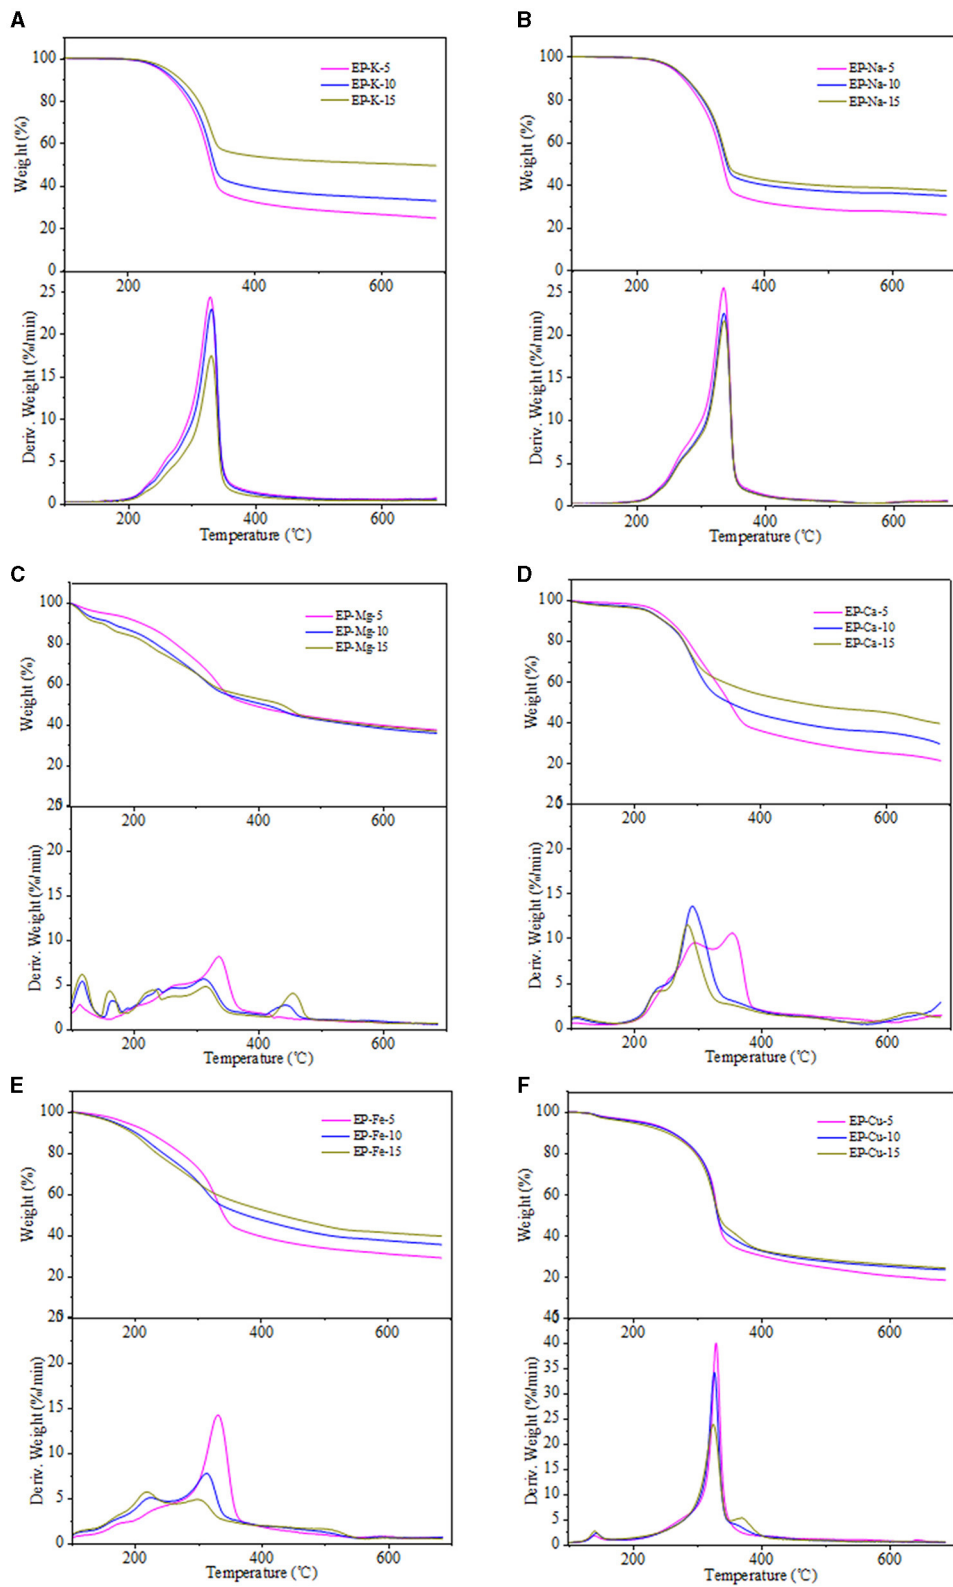 A
100
80
60
40
20
0
Weight (%)
EP-K-5
EP-K-10
EP-K-15
200 400 600
25
20
15
10
5
0
Deriv. Weight (%/min)
200 400 600
Temperature (℃)
B
100
80
60
40
20
0
Weight (%)
EP-Na-5
EP-Na-10
EP-Na-15
200 400 600
25
20
15
10
5
0
Deriv. Weight (%/min)
200 400 600
Temperature (℃)
C
100
80
60
40
20
Weight (%)
EP-Mg-5
EP-Mg-10
EP-Mg-15
200 400 600
20
15
10
5
0
Deriv. Weight (%/min)
200 400 600
Temperature (℃)
D
100
80
60
40
20
Weight (%)
EP-Ca-5
EP-Ca-10
EP-Ca-15
200 400 600
20
15
10
5
0
Deriv. Weight (%/min)
200 400 600
Temperature (℃)
E
100
80
60
40
20
Weight (%)
EP-Fe-5
EP-Fe-10
EP-Fe-15
200 400 600
20
15
10
5
0
Deriv. Weight (%/min)
200 400 600
Temperature (℃)
F
100
80
60
40
20
Weight (%)
EP-Cu-5
EP-Cu-10
EP-Cu-15
200 400 600
40
35
30
25
20
15
10
5
0
Deriv. Weight (%/min)
200 400 600
Temperature (℃)